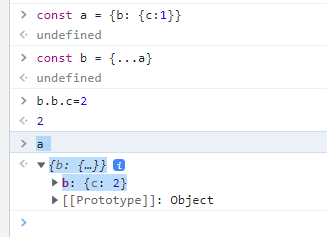 > const a = {b: {c:1}}
undefined
> const b = {...a}
undefined
> b.b.c=2
2
> a
{b: {…}} i
b: {c: 2}
[[Prototype]]: Object
>